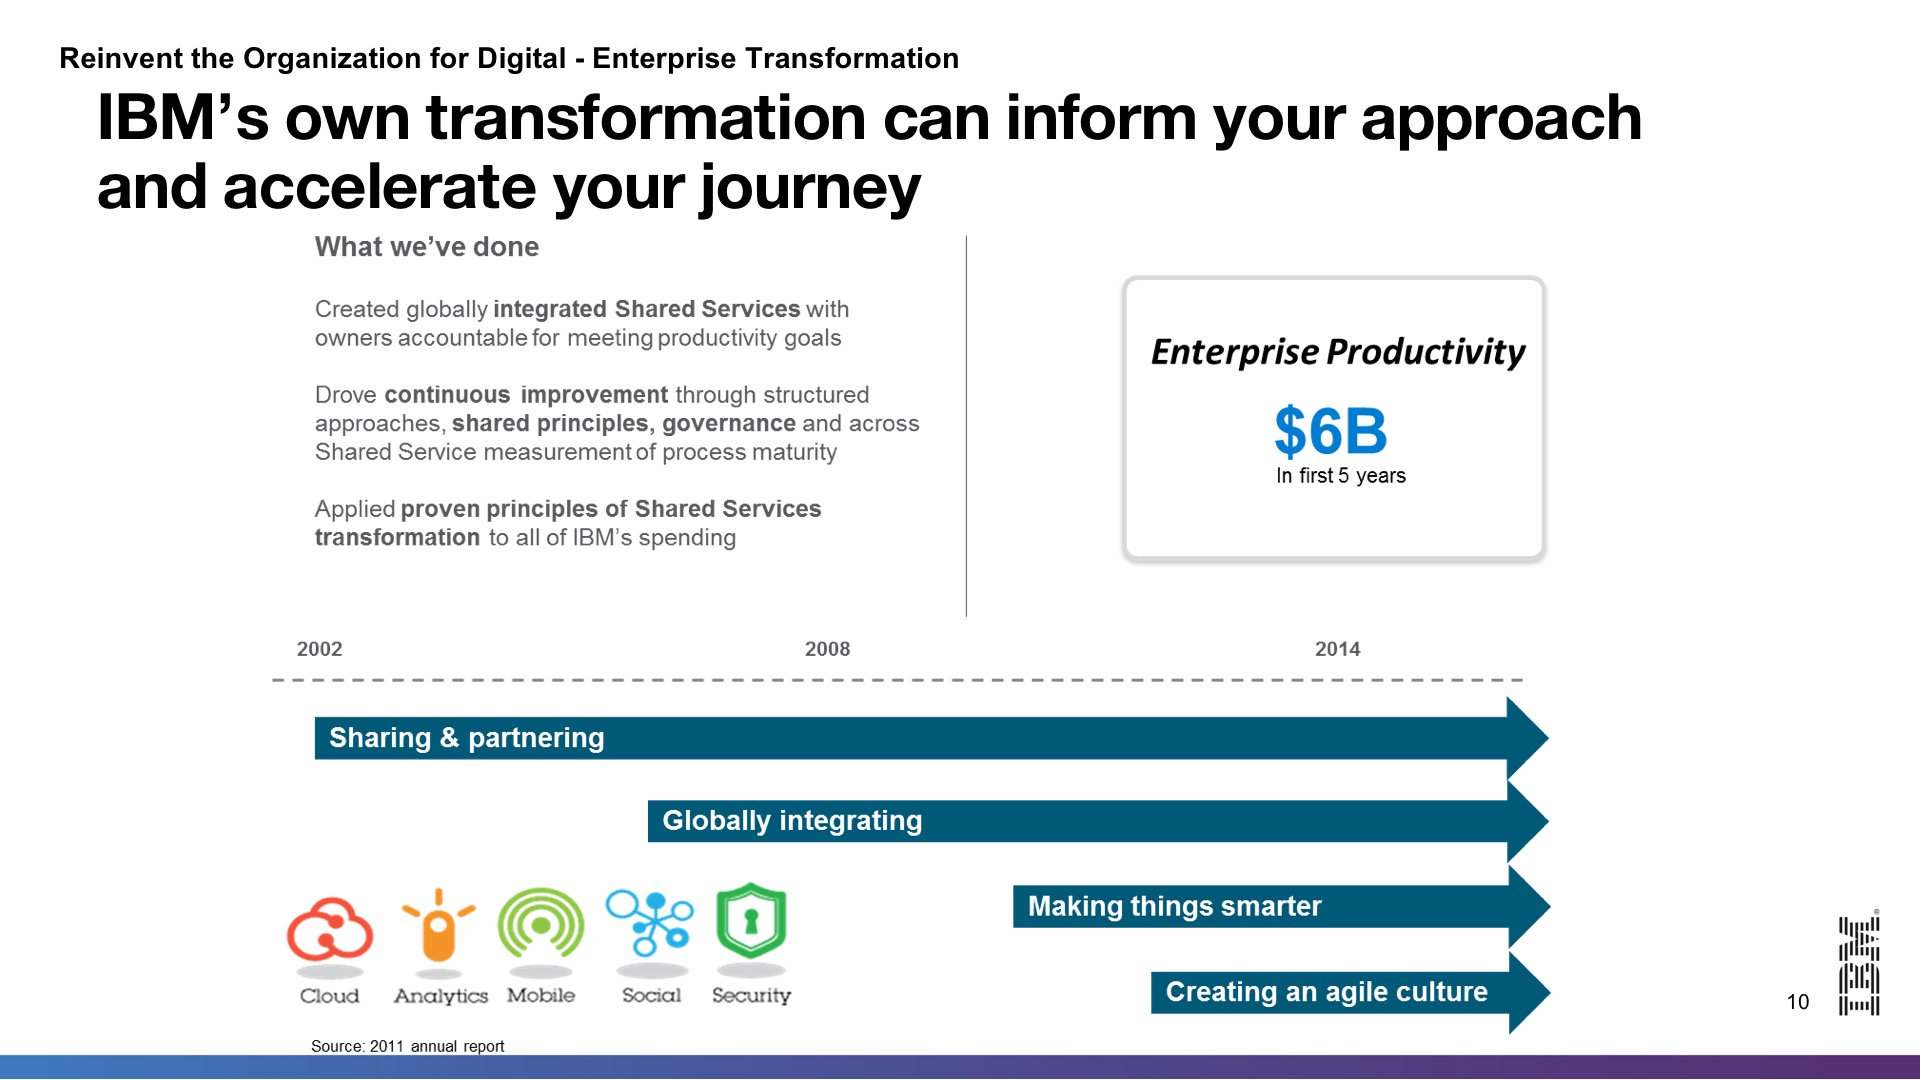 Reinvent the Organization for Digital - Enterprise Transformation
IBM’s own transformation can inform your approach
and accelerate your journey
What we’ve done
Created globally integrated Shared Services with
owners accountable for meeting productivity goals
Drove continuous improvement through structured
approaches, shared principles, governance and across
Shared Service measurement of process maturity
Applied proven principles of Shared Services
transformation to all of IBM’s spending
Enterprise Productivity
$6B
In first 5 years
2002 2008 2014
Sharing & partnering
Globally integrating
Making things smarter
Creating an agile culture
Cloud Analytics Mobile Social Security
Source: 2011 annual report
10
IBM®